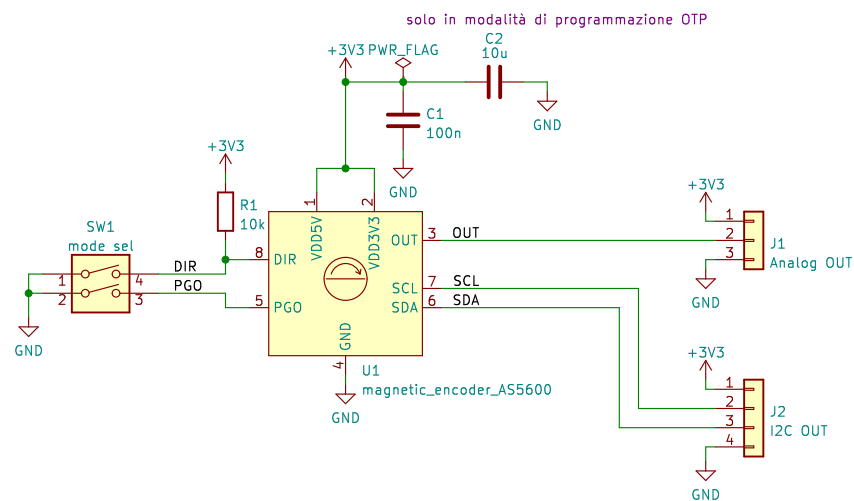 solo in modalità di programmazione OTP
C2
10u
+3V3
PWR_FLAG
GND
C1
100n
GND
+3V3
R1
10k
SW1
mode sel
1
2
4
3
DIR
PGO
GND
1
2
VDD5V
VDD3V3
8
DIR
5
PGO
OUT
3
OUT
SCL
7
SCL
SDA
6
SDA
GND
4
U1
magnetic_encoder_AS5600
GND
+3V3
1
2
3
J1
Analog OUT
GND
+3V3
1
2
3
4
J2
I2C OUT
GND